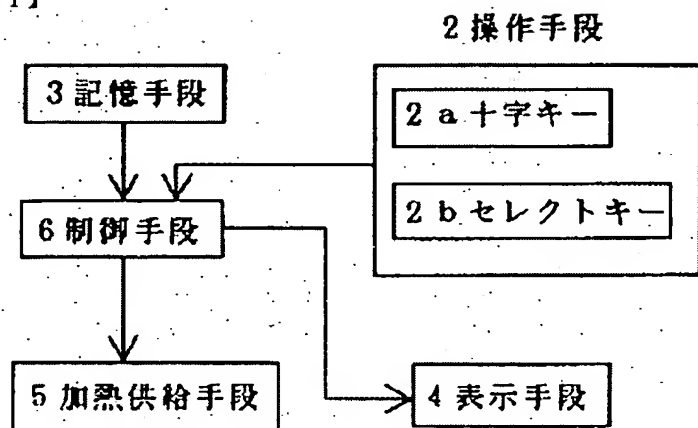 2 操作手段
3 記憶手段
2 a 十字キー
2 b セレクトキー
6 制御手段
5 加熱供給手段
4 表示手段